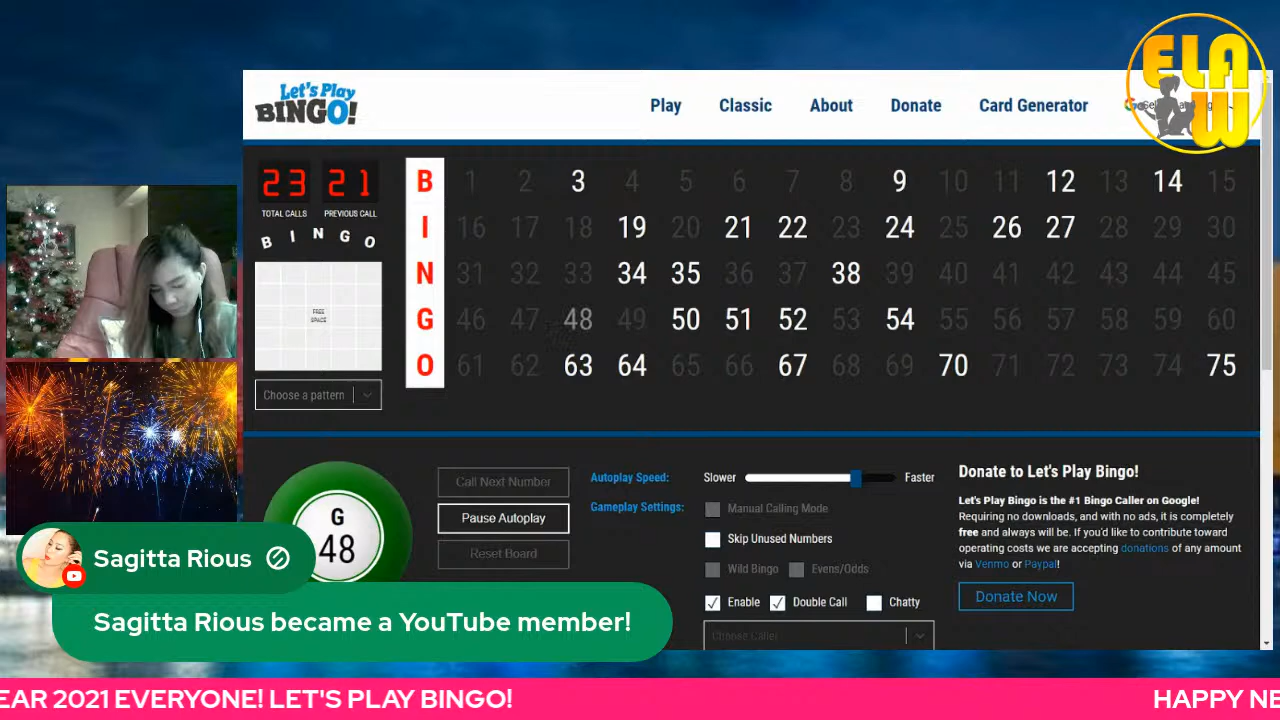 ELA
W
Let's Play
BINGO!
Play Classic About Donate Card Generator
23 21
TOTAL CALLS PREVIOUS CALL
B I N G O
FREE
SPACE
Choose a pattern
B 1 2 3 4 5 6 7 8 9 10 11 12 13 14 15
I 16 17 18 19 20 21 22 23 24 25 26 27 28 29 30
N 31 32 33 34 35 36 37 38 39 40 41 42 43 44 45
G 46 47 48 49 50 51 52 53 54 55 56 57 58 59 60
O 61 62 63 64 65 66 67 68 69 70 71 72 73 74 75
G
48
Call Next Number
Pause Autoplay
Reset Board
Autoplay Speed: Slower Faster
Gameplay Settings: Manual Calling Mode
Skip Unused Numbers
Wild Bingo Evens/Odds
Enable Double Call Chatty
Choose Caller
Donate to Let's Play Bingo!
Let's Play Bingo is the #1 Bingo Caller on Google!
Requiring no downloads, and with no ads, it is completely
free and always will be. If you'd like to contribute toward
operating costs we are accepting donations of any amount
via Venmo or Paypal!
Donate Now
Sagitta Rious
Sagitta Rious became a YouTube member!
EAR 2021 EVERYONE! LET'S PLAY BINGO! HAPPY NE